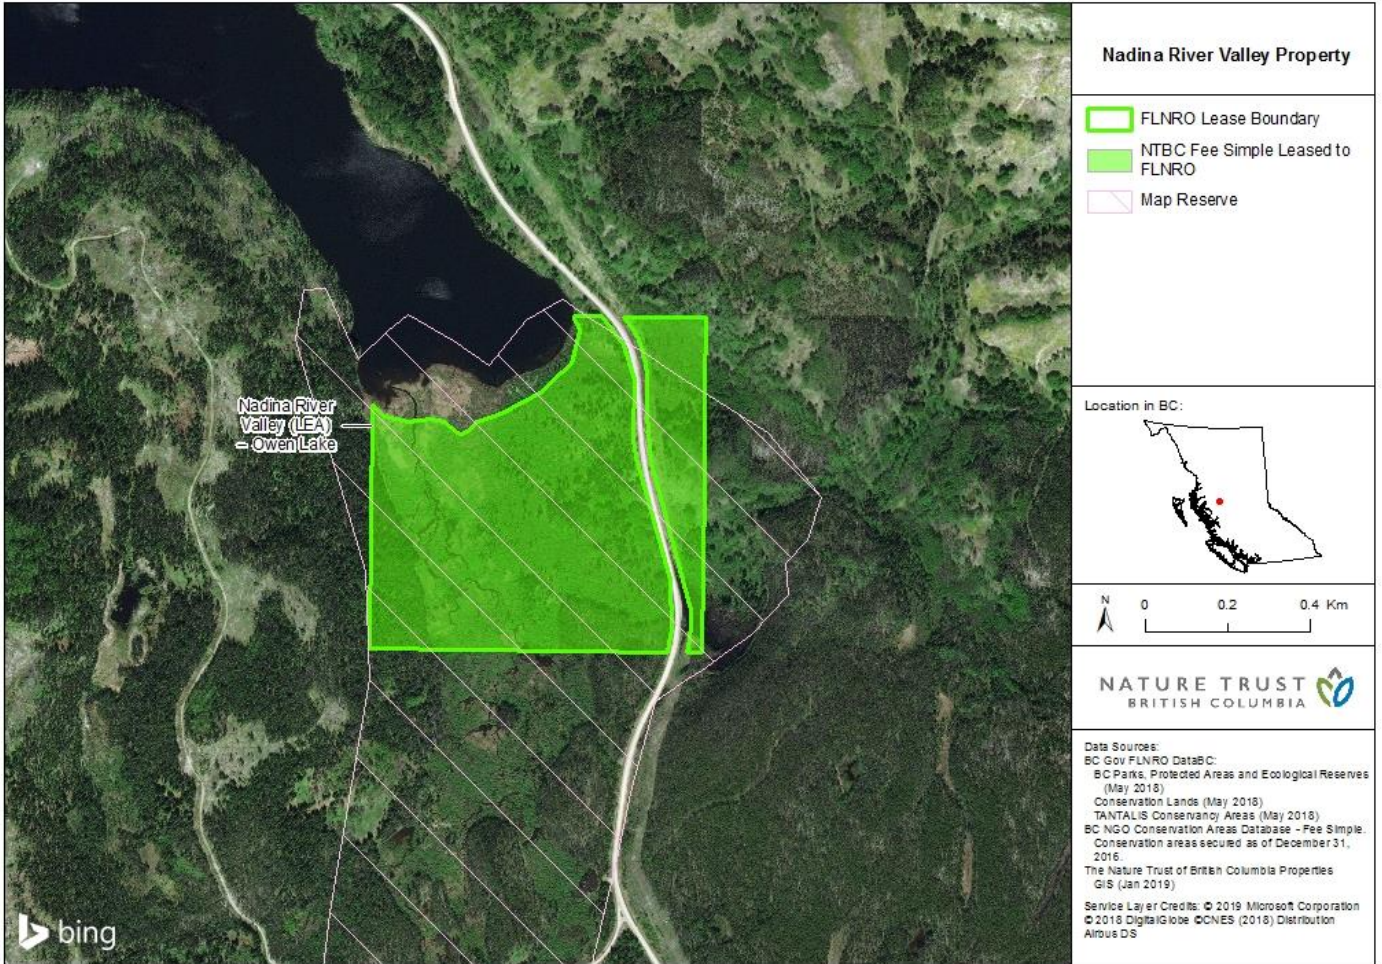 Nadina River Valley Property
FLNRO Lease Boundary
NTBC Fee Simple Leased to
FLNRO
Map Reserve
Nadina River
Valley (LEA)
- Owen Lake
Location in BC:
N
0 0.2 0.4 Km
NATURE TRUST
BRITISH COLUMBIA
Data Sources:
BC Gov FLNRO DataBC:
BC Parks, Protected Areas and Ecological Reserves
(May 2018)
Conservation Lands (May 2018)
TANTALIS Conservancy Areas (May 2018)
BC NGO Conservation Areas Database - Fee Simple.
Conservation areas secured as of December 31,
2016.
The Nature Trust of British Columbia Properties
GIS (Jan 2019)
Service Layer Credits: © 2019 Microsoft Corporation
© 2018 DigitalGlobe ©CNES (2018) Distribution
Airbus DS
bing